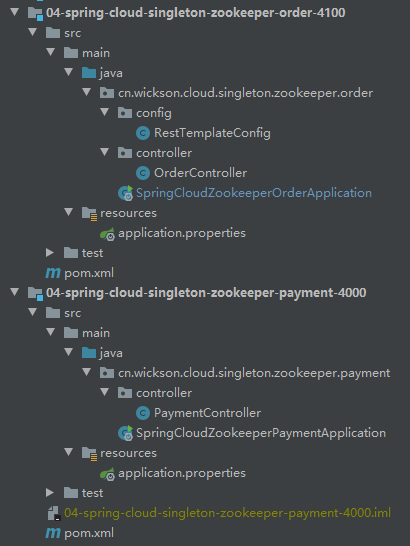 04-spring-cloud-singleton-zookeeper-order-4100
src
main
java
cn.wickson.cloud.singleton.zookeeper.order
config
RestTemplateConfig
controller
OrderController
SpringCloudZookeeperOrderApplication
resources
application.properties
test
pom.xml
04-spring-cloud-singleton-zookeeper-payment-4000
src
main
java
cn.wickson.cloud.singleton.zookeeper.payment
controller
PaymentController
SpringCloudZookeeperPaymentApplication
resources
application.properties
test
04-spring-cloud-singleton-zookeeper-payment-4000.iml
pom.xml